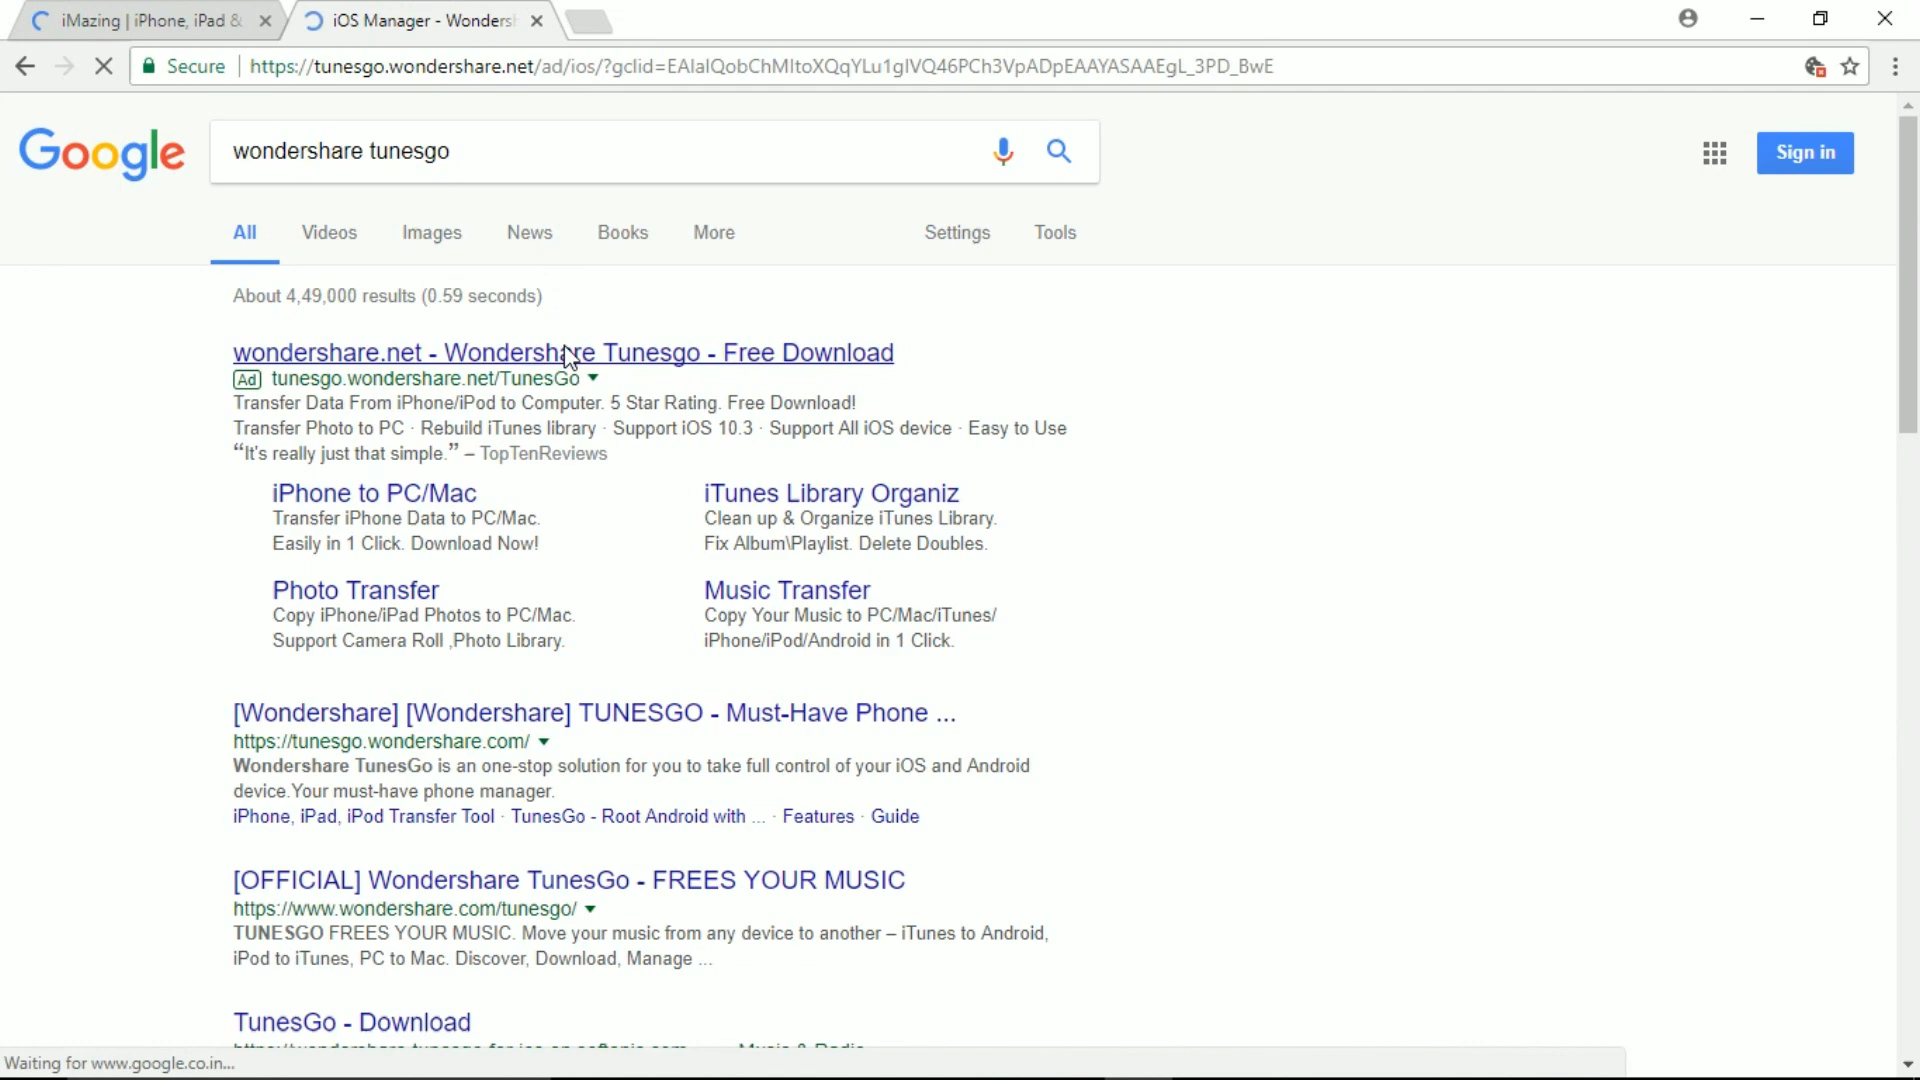 iMazing | iPhone, iPad &
iOS Manager - Wonders
Secure
https://tunesgo.wondershare.net/ad/ios/?gclid=EAIaIQobChMItoXQqYLu1gIVQ46PCh3VpADpEAAYASAAEgL_3PD_BwE
Google
wondershare tunesgo
Sign in
All Videos Images News Books More Settings Tools
About 4,49,000 results (0.59 seconds)
wondershare.net - Wondershare Tunesgo - Free Download
Ad tunesgo.wondershare.net/TunesGo
Transfer Data From iPhone/iPod to Computer. 5 Star Rating. Free Download!
Transfer Photo to PC · Rebuild iTunes library · Support iOS 10.3 · Support All iOS device · Easy to Use
“It's really just that simple.” – TopTenReviews
iPhone to PC/Mac
Transfer iPhone Data to PC/Mac.
Easily in 1 Click. Download Now!
iTunes Library Organiz
Clean up & Organize iTunes Library.
Fix Album\Playlist. Delete Doubles.
Photo Transfer
Copy iPhone/iPad Photos to PC/Mac.
Support Camera Roll ,Photo Library.
Music Transfer
Copy Your Music to PC/Mac/iTunes/
iPhone/iPod/Android in 1 Click.
[Wondershare] [Wondershare] TUNESGO - Must-Have Phone ...
https://tunesgo.wondershare.com/
Wondershare TunesGo is an one-stop solution for you to take full control of your iOS and Android
device.Your must-have phone manager.
iPhone, iPad, iPod Transfer Tool · TunesGo - Root Android with ... · Features · Guide
[OFFICIAL] Wondershare TunesGo - FREES YOUR MUSIC
https://www.wondershare.com/tunesgo/
TUNESGO FREES YOUR MUSIC. Move your music from any device to another – iTunes to Android,
iPod to iTunes, PC to Mac. Discover, Download, Manage ...
TunesGo - Download
Waiting for www.google.co.in...